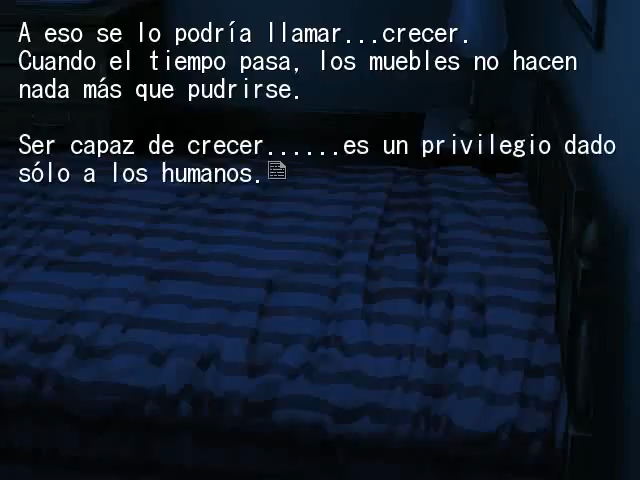 A eso se lo podría llamar...crecer.
Cuando el tiempo pasa, los muebles no hacen
nada más que pudrirse.
Ser capaz de crecer......es un privilegio dado
sólo a los humanos.